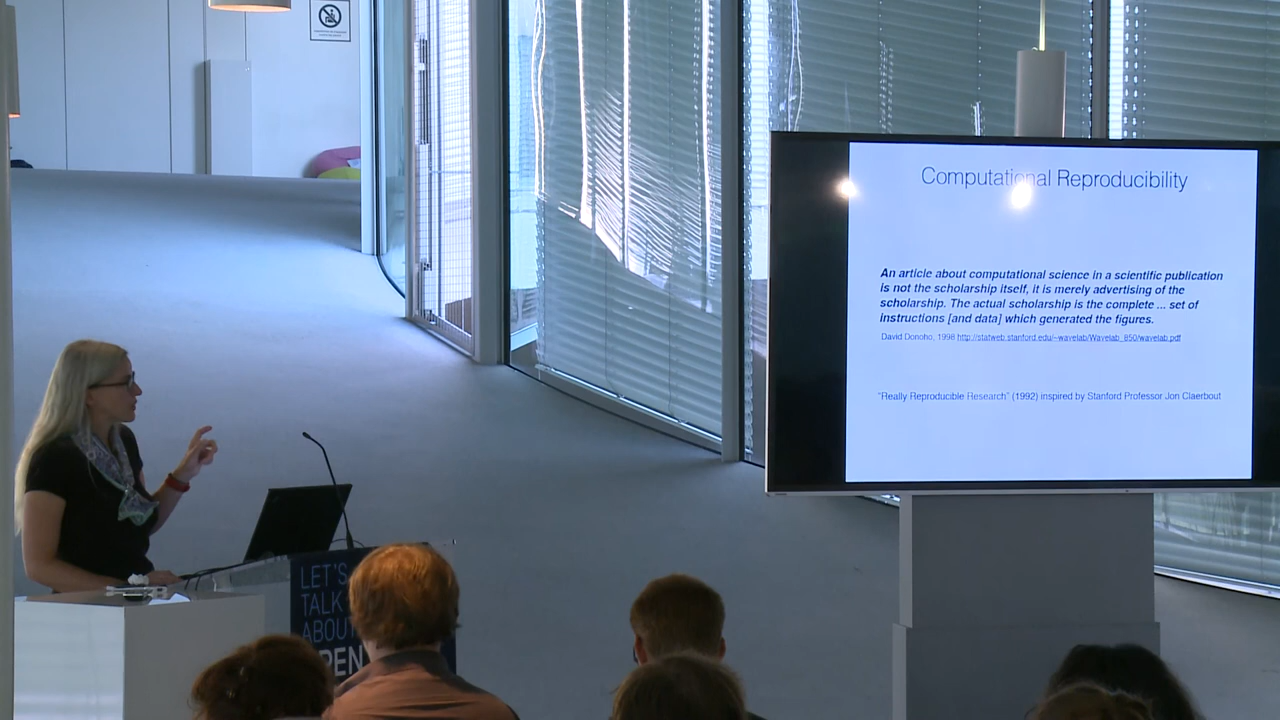 Computational Reproducibility
An article about computational science in a scientific publication
is not the scholarship itself, it is merely advertising of the
scholarship. The actual scholarship is the complete ... set of
instructions [and data] which generated the figures.
David Donoho, 1998 http://statweb.stanford.edu/~wavelab/Wavelab_850/wavelab.pdf
"Really Reproducible Research" (1992) inspired by Stanford Professor Jon Claerbout
LET'S
TALK
ABOUT